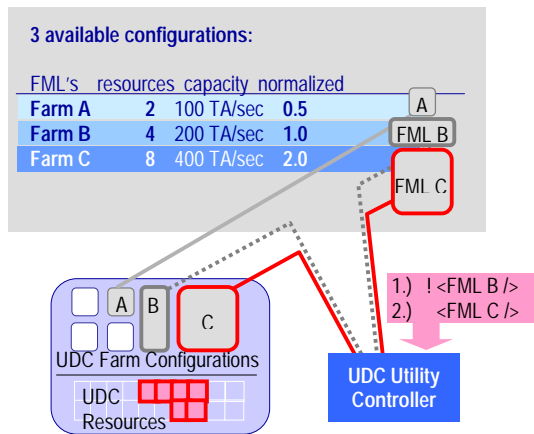 3 available configurations:
FML's resources capacity normalized
Farm A 2 100 TA/sec 0.5
Farm B 4 200 TA/sec 1.0
Farm C 8 400 TA/sec 2.0
A
FML B
FML C
1.) ! <FML B />
2.) <FML C />
A B
C
UDC Farm Configurations
UDC
Resources
UDC Utility
Controller